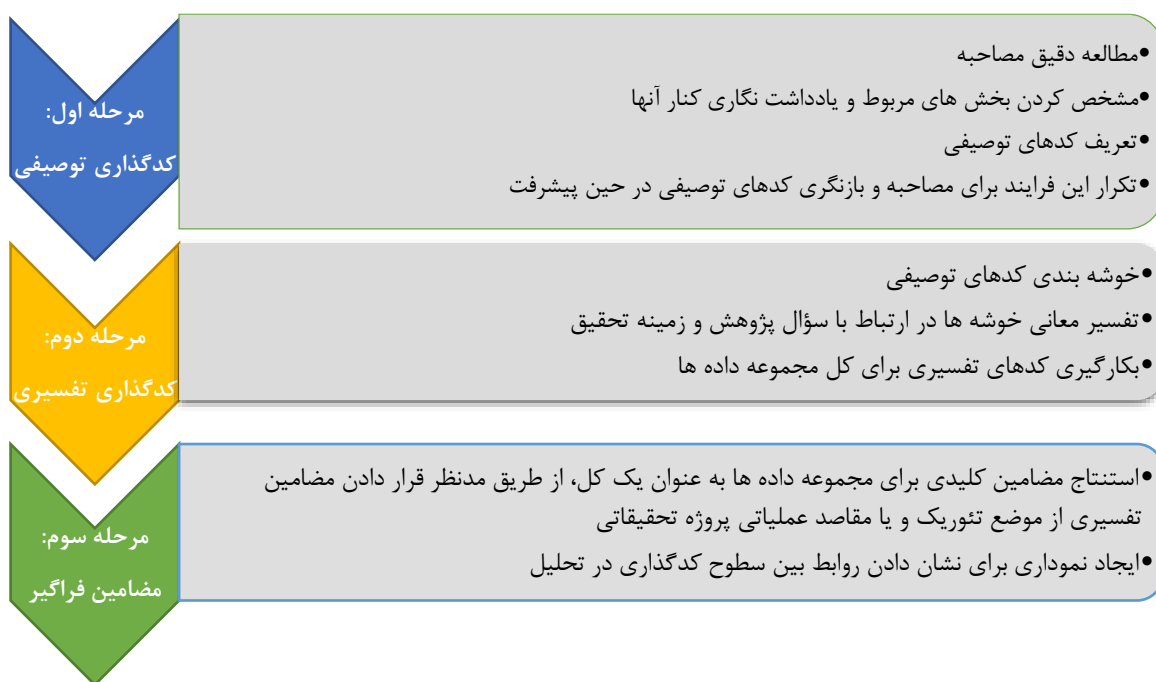 مرحله اول:
کدگذاری توصیفی
•مطالعه دقیق مصاحبه
•مشخص کردن بخش های مربوط و یادداشت نگاری کنار آنها
•تعریف کدهای توصیفی
•تکرار این فرایند برای مصاحبه و بازنگری کدهای توصیفی در حین پیشرفت
مرحله دوم:
کدگذاری تفسیری
•خوشه بندی کدهای توصیفی
•تفسیر معانی خوشه ها در ارتباط با سؤال پژوهش و زمینه تحقیق
•بکارگیری کدهای تفسیری برای کل مجموعه داده ها
مرحله سوم:
مضامین فراگیر
•استنتاج مضامین کلیدی برای مجموعه داده ها به عنوان یک کل، از طریق مدنظر قرار دادن مضامین
تفسیری از موضع تئوریک و یا مقاصد عملیاتی پروژه تحقیقاتی
•ایجاد نموداری برای نشان دادن روابط بین سطوح کدگذاری در تحلیل